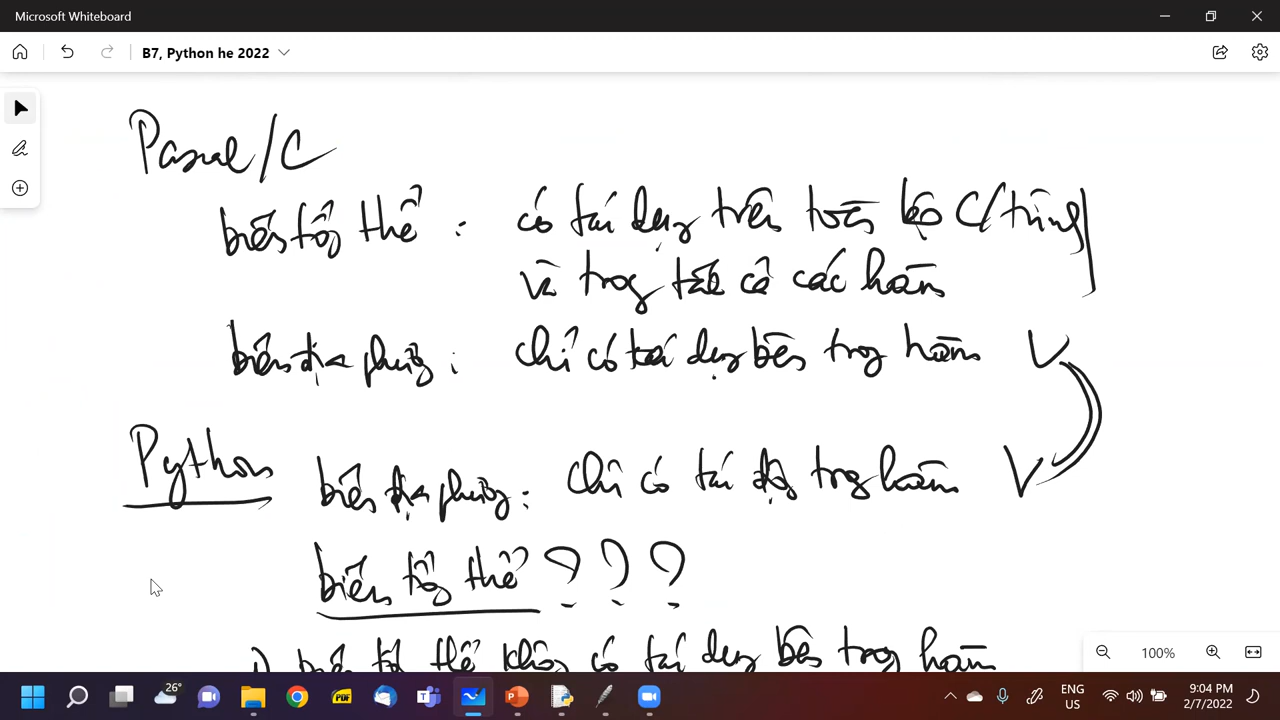 Microsoft Whiteboard
B7, Python he 2022
Pascal/C
biến tổng thể : có tác dụng trên toàn bộ C/trình
và trong tất cả các hàm
biến địa phương : chỉ có tác dụng bên trong hàm V
Python
biến địa phương : chỉ có tác động trong hàm V
biến tổng thể ? ? ?
1) biến tổng thể không có tác dụng bên trong hàm
100%
26°
PDF
ENG
US
9:04 PM
2/7/2022